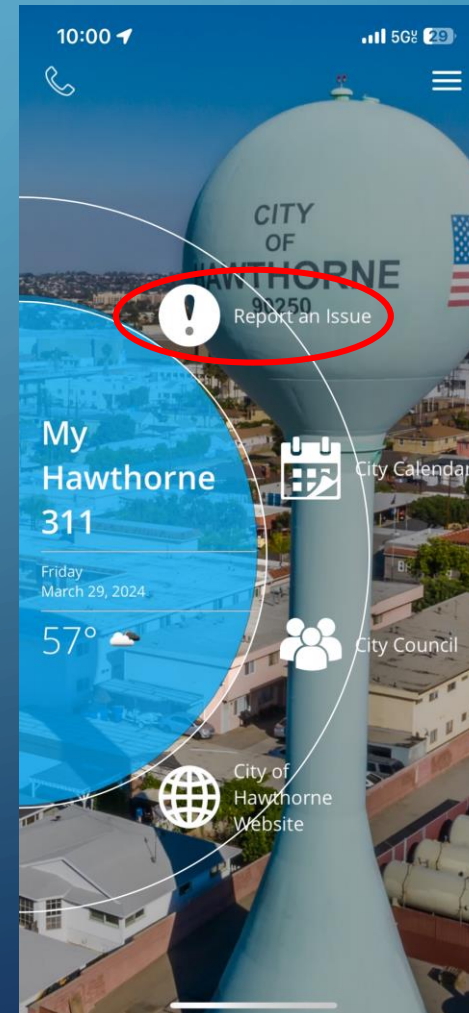 10:00
5G 29
CITY
OF
HAWTHORNE
90250
Report an Issue
My
Hawthorne
311
City Calendar
Friday
March 29, 2024
57°
City Council
City of
Hawthorne
Website